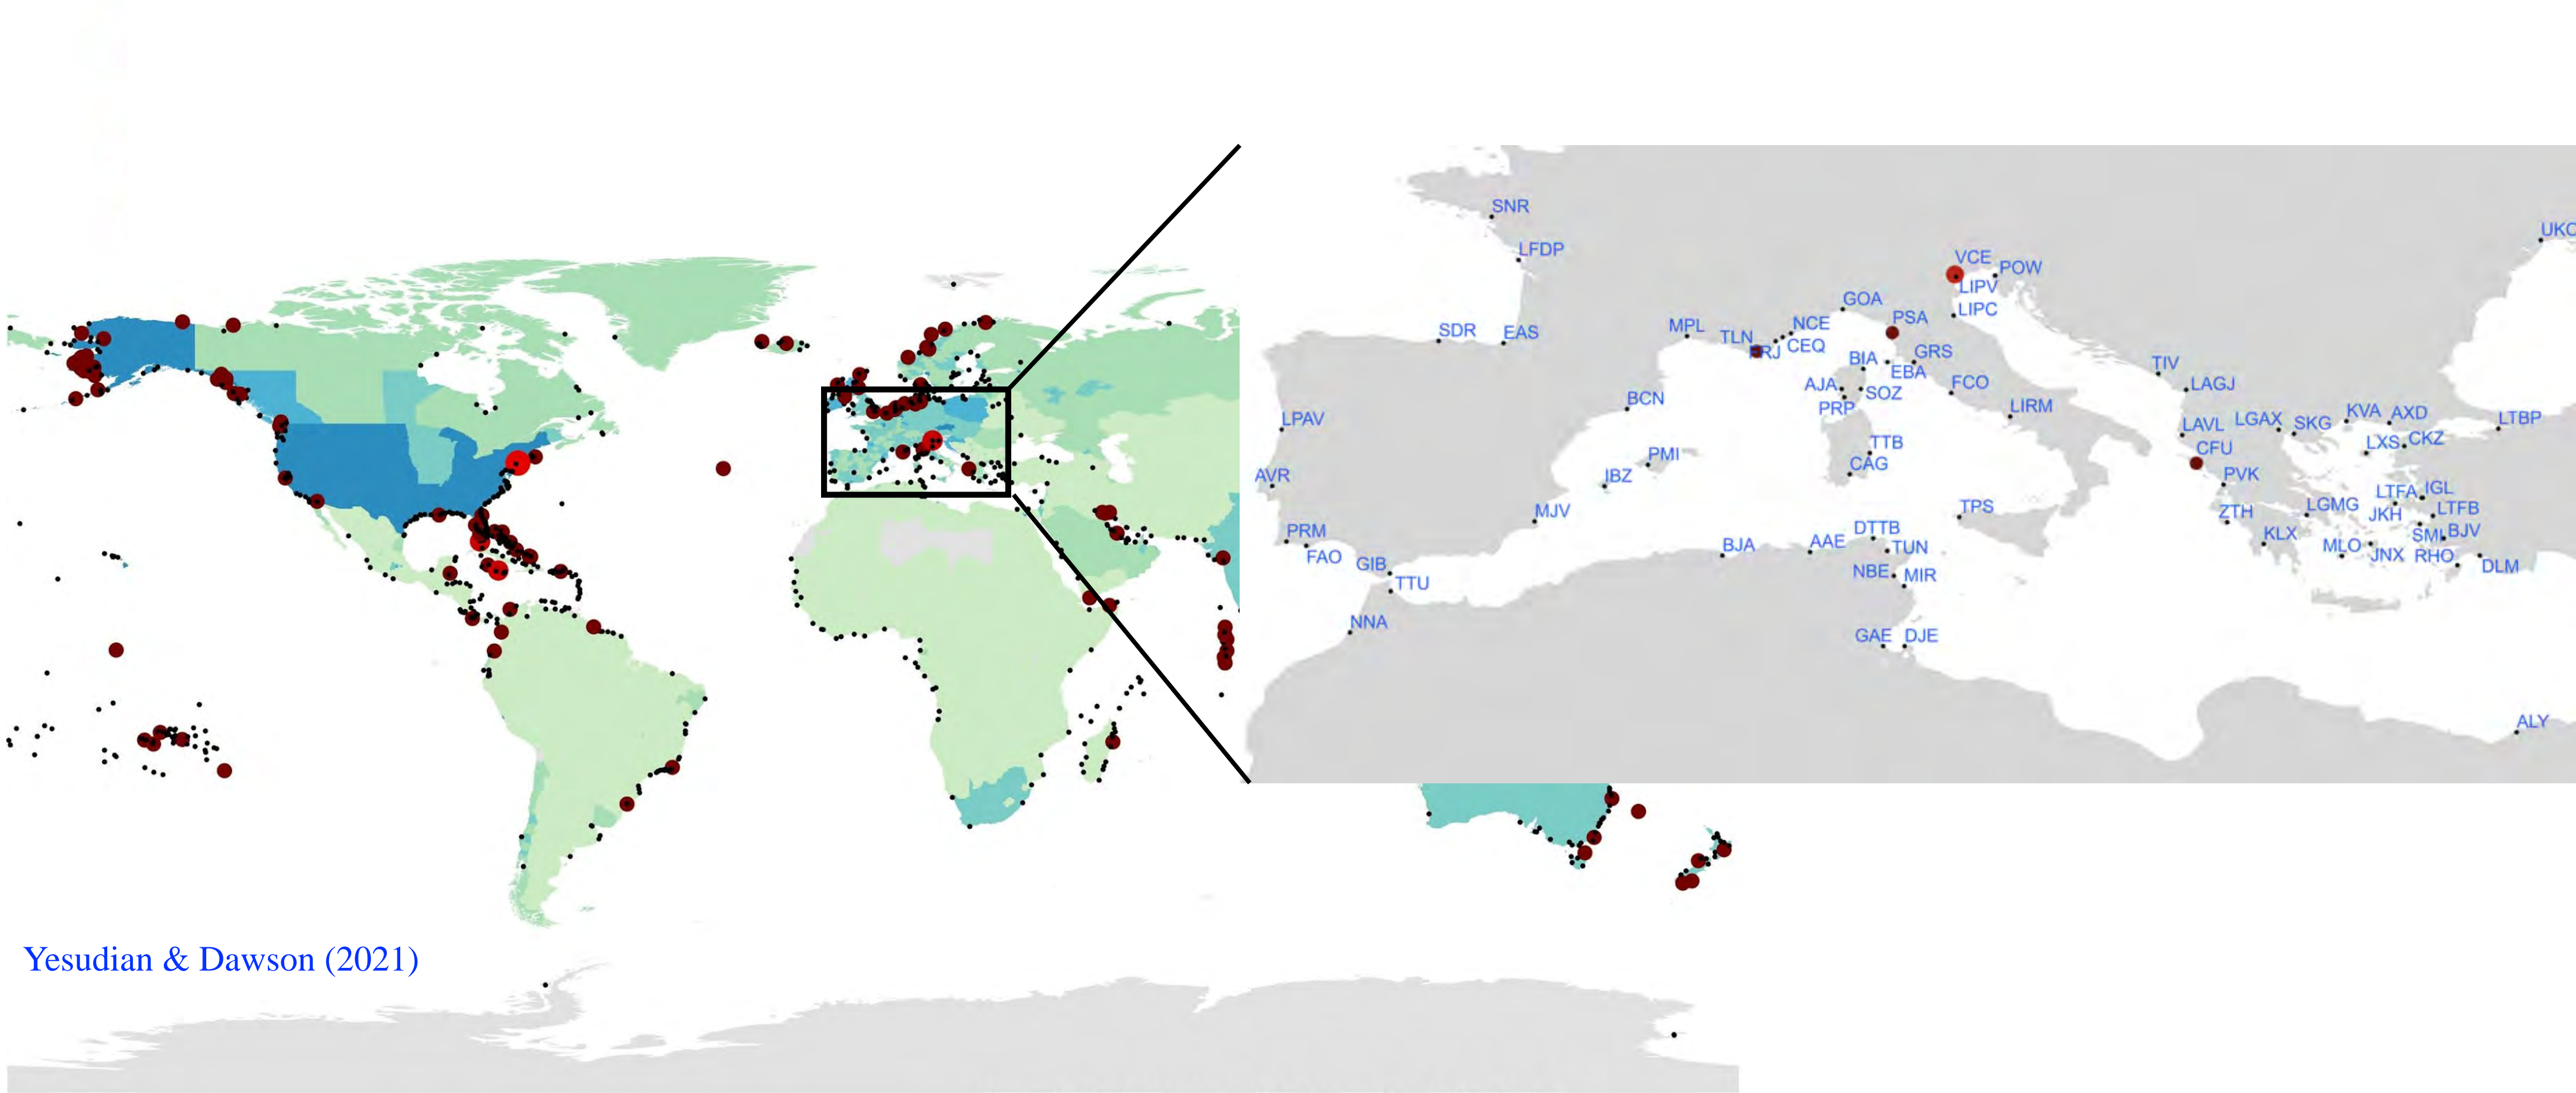 SNR
UKC
LFDP
VCE
POW
LIPV
GOA
LIPC
PSA
NCE
MPL
TLN
SDR
EAS
FRJ
CEQ
BIA
GRS
EBA
TIV
AJA
SOZ
FCO
LAGJ
BCN
PRP
LIRM
LPAV
KVA
AXD
LGAX
SKG
LTBP
LAVL
LXS
CKZ
TTB
CFU
PMI
CAG
AVR
IBZ
PVK
LTFA
IGL
TPS
LGMG
LTFB
MJV
ZTH
JKH
PRM
DTTB
KLX
SML
BJV
BJA
AAE
TUN
MLO
JNX
RHO
FAO
GIB
DLM
NBE
MIR
TTU
NNA
GAE
DJE
ALY
Yesudian & Dawson (2021)